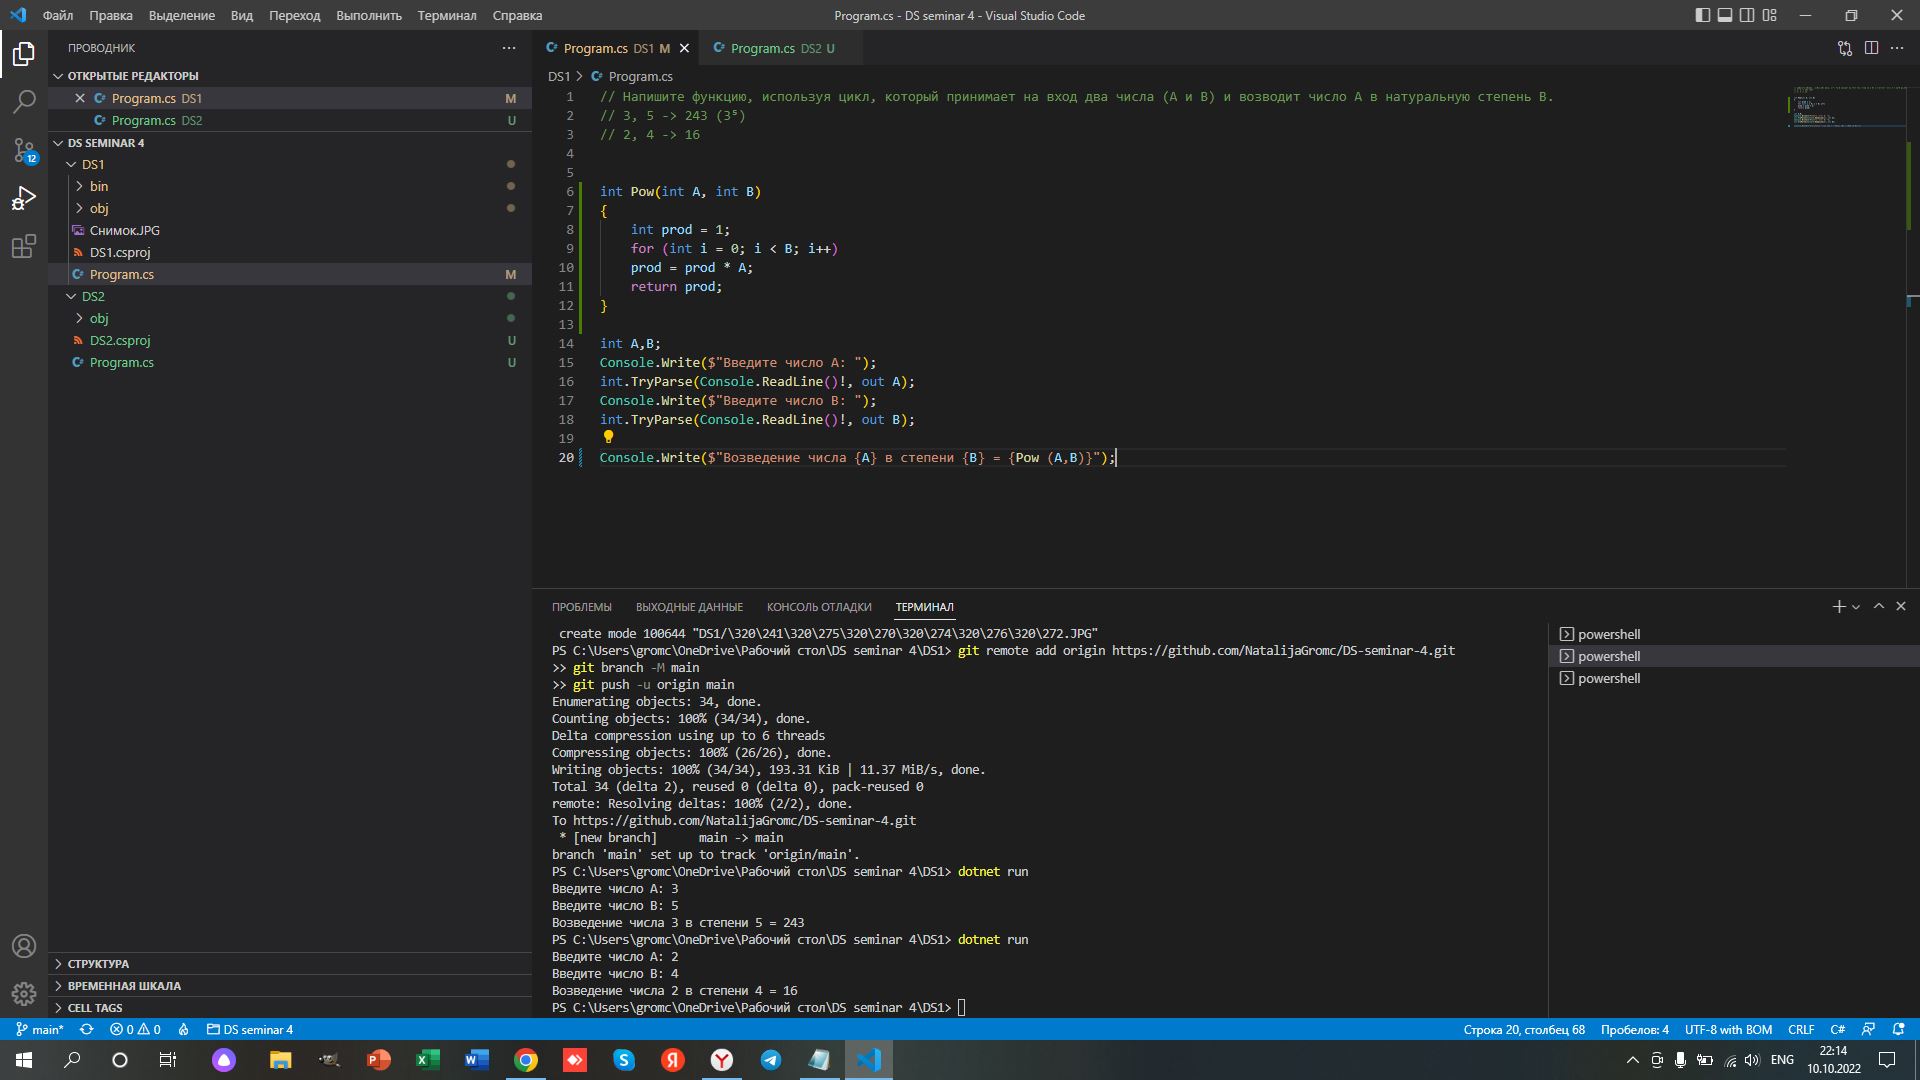 Файл Правка Выделение Вид Переход Выполнить Терминал Справка Program.cs - DS seminar 4 - Visual Studio Code
ПРОВОДНИК
ОТКРЫТЫЕ РЕДАКТОРЫ
Program.cs DS1 M
Program.cs DS2 U
DS SEMINAR 4
DS1
bin
obj
Снимок.JPG
DS1.csproj
Program.cs M
DS2
obj
DS2.csproj U
Program.cs U
12
СТРУКТУРА
ВРЕМЕННАЯ ШКАЛА
CELL TAGS
Program.cs DS1 M Program.cs DS2 U
DS1 > Program.cs
1 // Напишите функцию, используя цикл, который принимает на вход два числа (A и B) и возводит число A в натуральную степень B.
2 // 3, 5 -> 243 (3⁵)
3 // 2, 4 -> 16
4
5
6 int Pow(int A, int B)
7 {
8 int prod = 1;
9 for (int i = 0; i < B; i++)
10 prod = prod * A;
11 return prod;
12 }
13
14 int A,B;
15 Console.Write($"Введите число A: ");
16 int.TryParse(Console.ReadLine()!, out A);
17 Console.Write($"Введите число B: ");
18 int.TryParse(Console.ReadLine()!, out B);
19
20 Console.Write($"Возведение числа {A} в степени {B} = {Pow (A,B)}");
ПРОБЛЕМЫ ВЫХОДНЫЕ ДАННЫЕ КОНСОЛЬ ОТЛАДКИ ТЕРМИНАЛ
create mode 100644 "DS1/\320\241\320\275\320\270\320\274\320\276\320\272.JPG"
PS C:\Users\gromc\OneDrive\Рабочий стол\DS seminar 4\DS1> git remote add origin https://github.com/NatalijaGromc/DS-seminar-4.git
>> git branch -M main
>> git push -u origin main
Enumerating objects: 34, done.
Counting objects: 100% (34/34), done.
Delta compression using up to 6 threads
Compressing objects: 100% (26/26), done.
Writing objects: 100% (34/34), 193.31 KiB | 11.37 MiB/s, done.
Total 34 (delta 2), reused 0 (delta 0), pack-reused 0
remote: Resolving deltas: 100% (2/2), done.
To https://github.com/NatalijaGromc/DS-seminar-4.git
* [new branch] main -> main
branch 'main' set up to track 'origin/main'.
PS C:\Users\gromc\OneDrive\Рабочий стол\DS seminar 4\DS1> dotnet run
Введите число A: 3
Введите число B: 5
Возведение числа 3 в степени 5 = 243
PS C:\Users\gromc\OneDrive\Рабочий стол\DS seminar 4\DS1> dotnet run
Введите число A: 2
Введите число B: 4
Возведение числа 2 в степени 4 = 16
PS C:\Users\gromc\OneDrive\Рабочий стол\DS seminar 4\DS1>
powershell
powershell
powershell
main* 0 0 DS seminar 4 Строка 20, столбец 68 Пробелов: 4 UTF-8 with BOM CRLF C#
ENG 22:14
10.10.2022